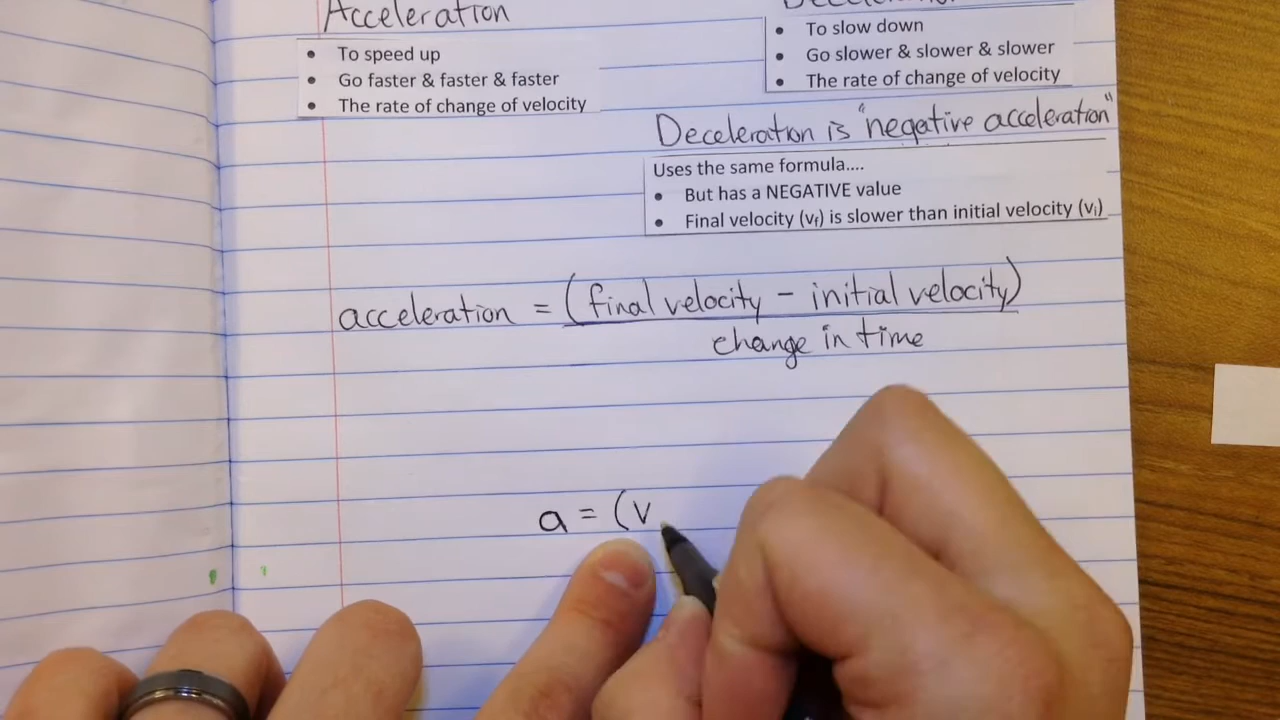 Acceleration
• To speed up
• Go faster & faster & faster
• The rate of change of velocity
• To slow down
• Go slower & slower & slower
• The rate of change of velocity
Deceleration is "negative acceleration"
Uses the same formula....
• But has a NEGATIVE value
• Final velocity (vf) is slower than initial velocity (vi)
acceleration = (final velocity - initial velocity)
change in time
a = (v